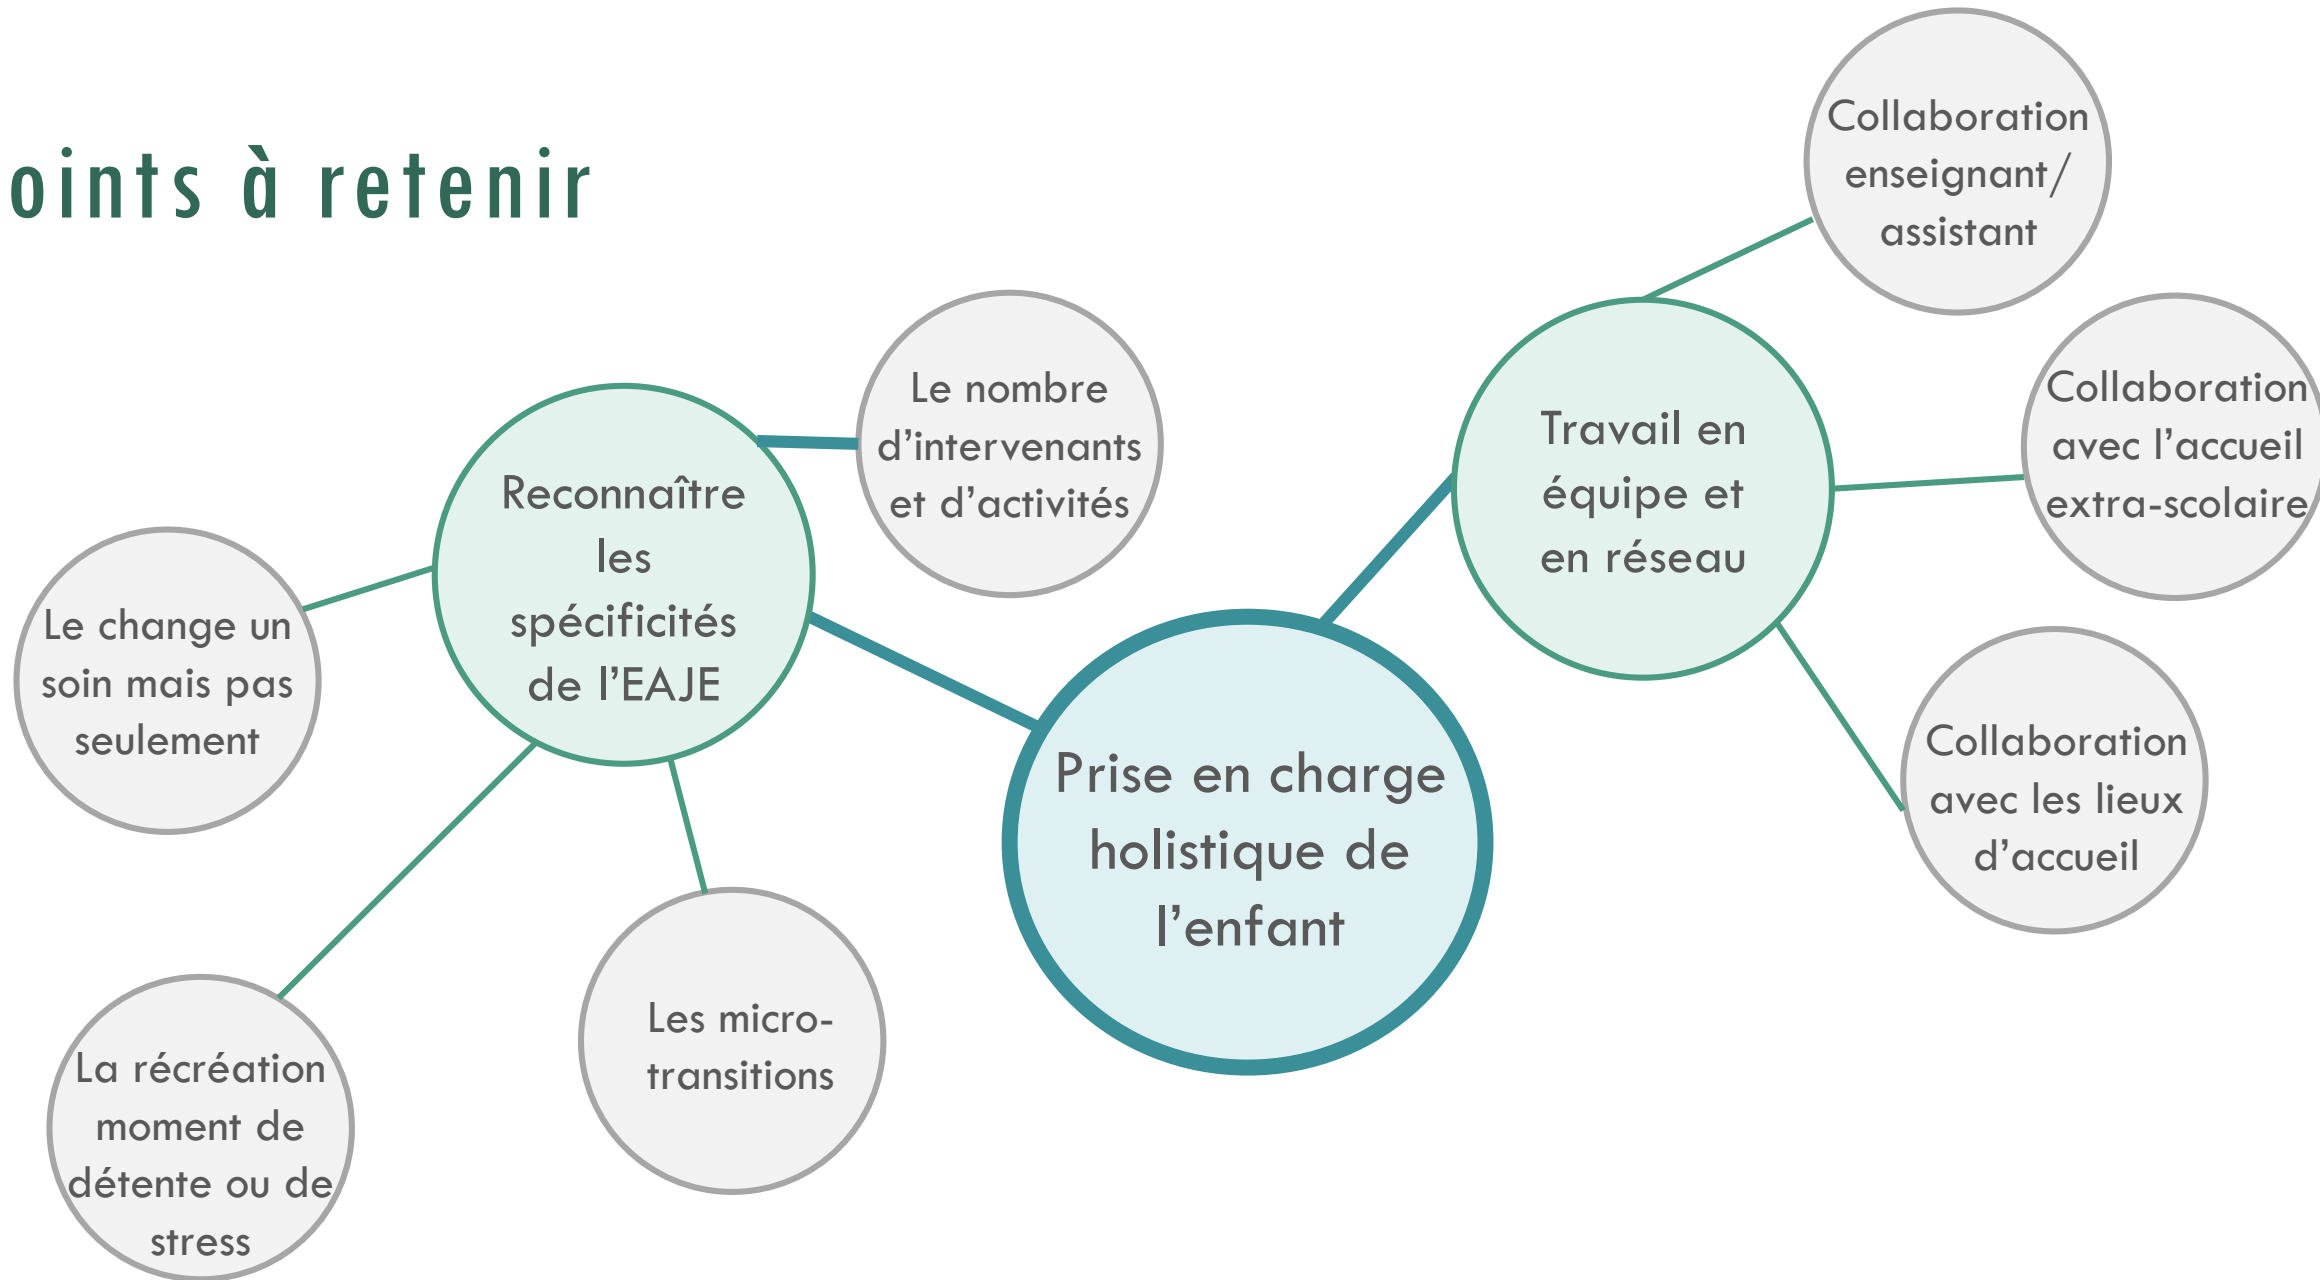 oints à retenir
Collaboration
enseignant/
assistant
Le nombre
d'intervenants
et d'activités
Collaboration
avec l'accueil
extra-scolaire
Travail en
équipe et
en réseau
Reconnaître
les
spécificités
de l'EAJE
Le change un
soin mais pas
seulement
Prise en charge
holistique de
l'enfant
Collaboration
avec les lieux
d'accueil
Les micro-
transitions
La récréation
moment de
détente ou de
stress